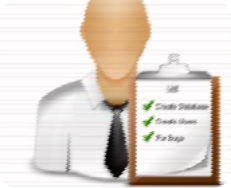 List
Create Database
Create Users
Fix Bugs